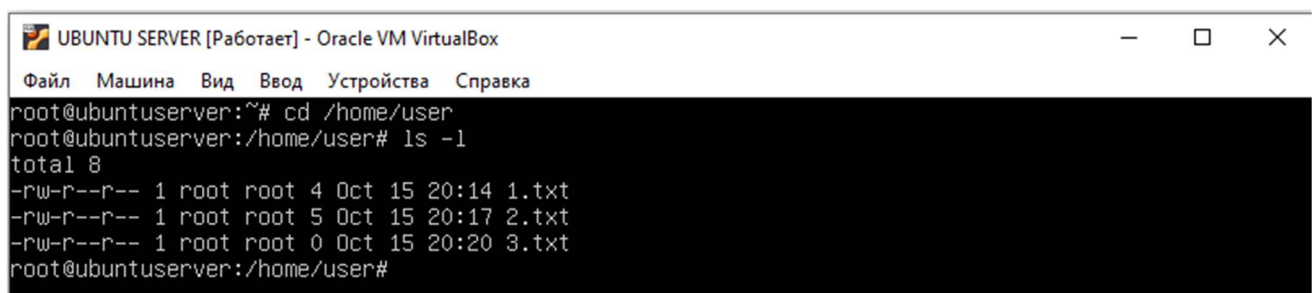 UBUNTU SERVER [Работает] - Oracle VM VirtualBox
Файл Машина Вид Ввод Устройства Справка
root@ubuntuserver:~# cd /home/user
root@ubuntuserver:/home/user# ls -l
total 8
-rw-r--r-- 1 root root 4 Oct 15 20:14 1.txt
-rw-r--r-- 1 root root 5 Oct 15 20:17 2.txt
-rw-r--r-- 1 root root 0 Oct 15 20:20 3.txt
root@ubuntuserver:/home/user#